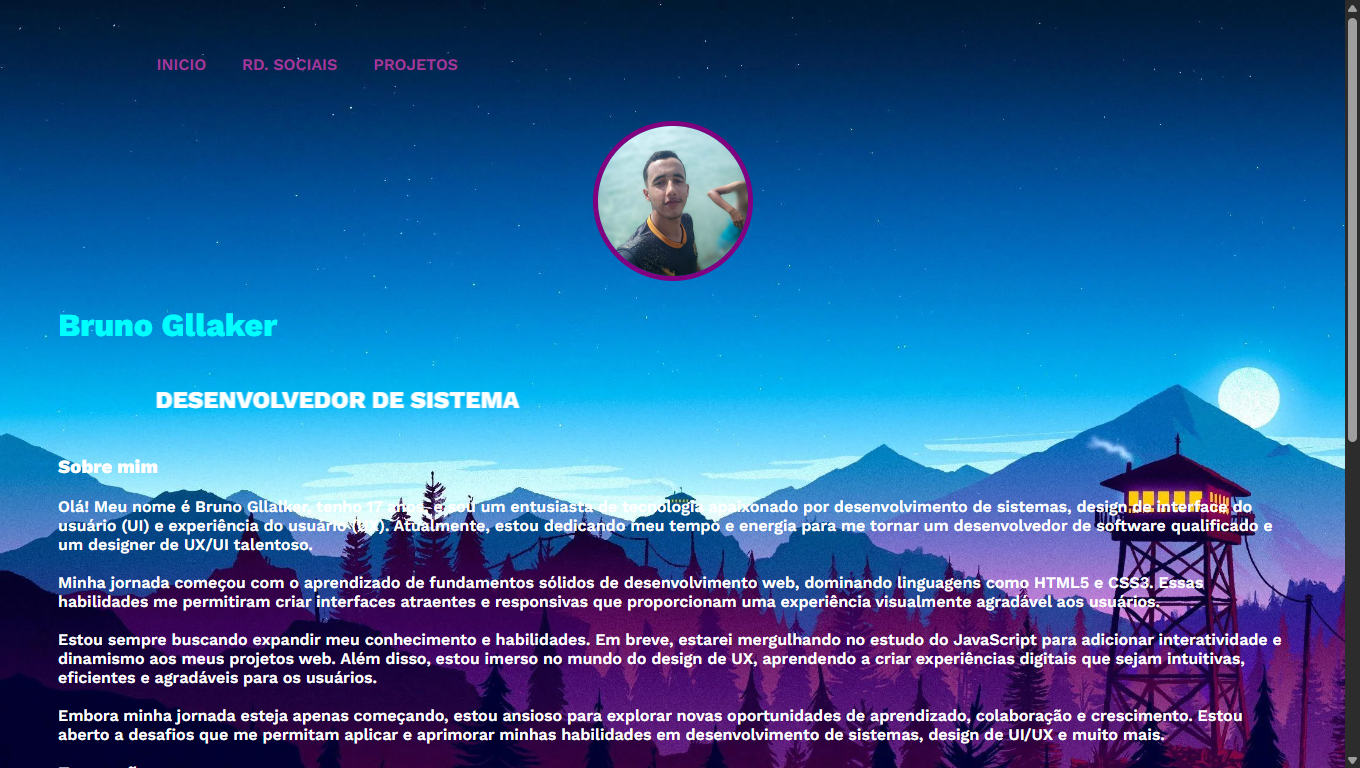 INICIO RD. SOCIAIS PROJETOS
Bruno Gllaker
DESENVOLVEDOR DE SISTEMA
Sobre mim
Olá! Meu nome é Bruno Gllalker, tenho 17 anos e sou um entusiasta de tecnologia apaixonado por desenvolvimento de sistemas, design de interface do
usuário (UI) e experiência do usuário (UX). Atualmente, estou dedicando meu tempo e energia para me tornar um desenvolvedor de software qualificado e
um designer de UX/UI talentoso.
Minha jornada começou com o aprendizado de fundamentos sólidos de desenvolvimento web, dominando linguagens como HTML5 e CSS3. Essas
habilidades me permitiram criar interfaces atraentes e responsivas que proporcionam uma experiência visualmente agradável aos usuários.
Estou sempre buscando expandir meu conhecimento e habilidades. Em breve, estarei mergulhando no estudo do JavaScript para adicionar interatividade e
dinamismo aos meus projetos web. Além disso, estou imerso no mundo do design de UX, aprendendo a criar experiências digitais que sejam intuitivas,
eficientes e agradáveis para os usuários.
Embora minha jornada esteja apenas começando, estou ansioso para explorar novas oportunidades de aprendizado, colaboração e crescimento. Estou
aberto a desafios que me permitam aplicar e aprimorar minhas habilidades em desenvolvimento de sistemas, design de UI/UX e muito mais.